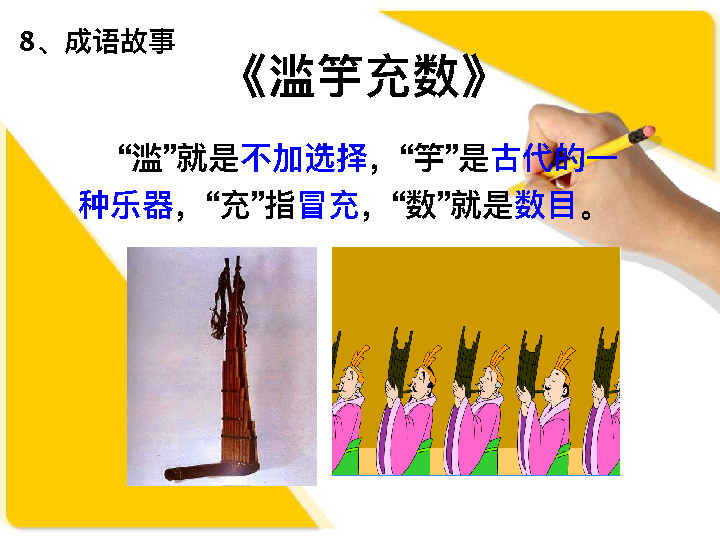 8、成语故事
《滥竽充数》
“滥”就是不加选择，“竽”是古代的一
种乐器，“充”指冒充，“数”就是数目。